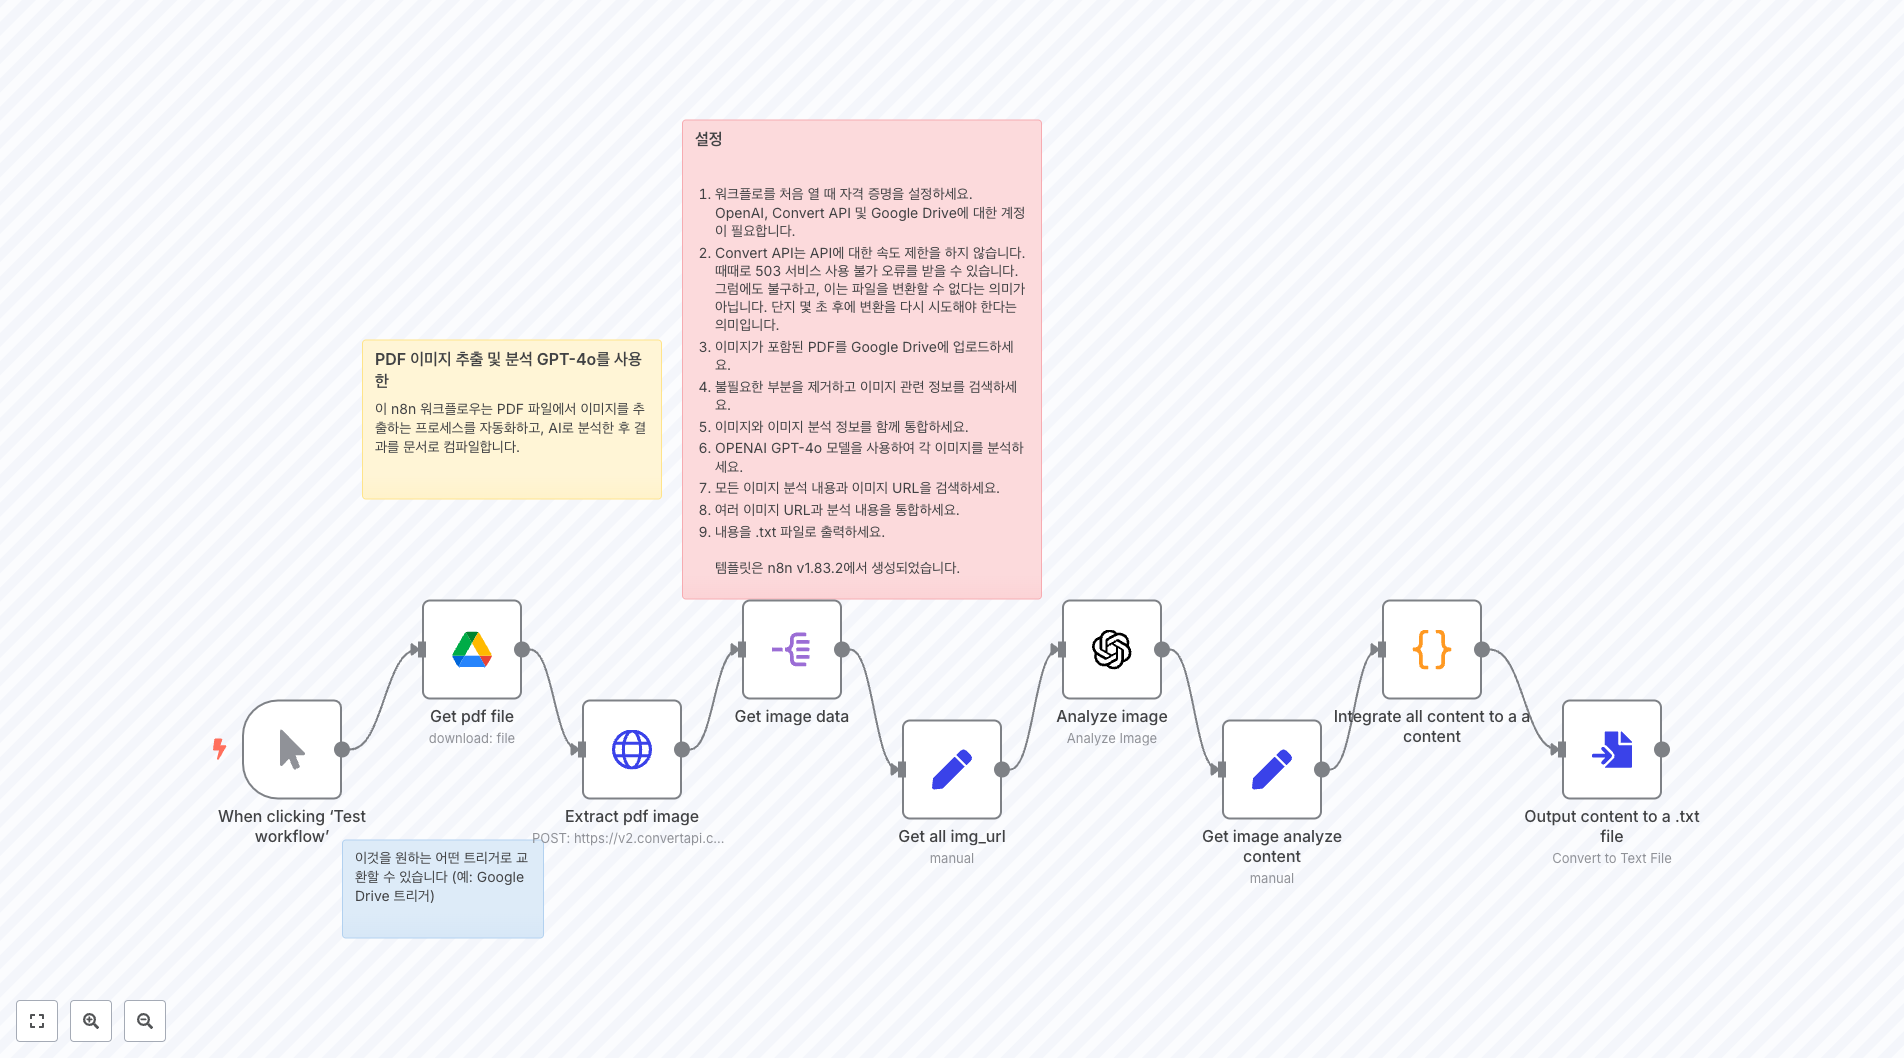 설정
1. 워크플로를 처음 열 때 자격 증명을 설정하세요.
OpenAI, Convert API 및 Google Drive에 대한 계정
이 필요합니다.
2. Convert API는 API에 대한 속도 제한을 하지 않습니다.
때때로 503 서비스 사용 불가 오류를 받을 수 있습니다.
그럼에도 불구하고, 이는 파일을 변환할 수 없다는 의미가
아닙니다. 단지 몇 초 후에 변환을 다시 시도해야 한다는
의미입니다.
3. 이미지가 포함된 PDF를 Google Drive에 업로드하세
요.
4. 불필요한 부분을 제거하고 이미지 관련 정보를 검색하세
요.
5. 이미지와 이미지 분석 정보를 함께 통합하세요.
6. OPENAI GPT-4o 모델을 사용하여 각 이미지를 분석하
세요.
7. 모든 이미지 분석 내용과 이미지 URL을 검색하세요.
8. 여러 이미지 URL과 분석 내용을 통합하세요.
9. 내용을 .txt 파일로 출력하세요.
템플릿은 n8n v1.83.2에서 생성되었습니다.
PDF 이미지 추출 및 분석 GPT-4o를 사용
한
이 n8n 워크플로우는 PDF 파일에서 이미지를 추
출하는 프로세스를 자동화하고, AI로 분석한 후 결
과를 문서로 컴파일합니다.
When clicking ‘Test
workflow’
Get pdf file
download: file
Extract pdf image
POST: https://v2.convertapi.c...
Get image data
Get all img_url
manual
Analyze image
Analyze Image
Get image analyze
content
manual
Integrate all content to a a
content
Output content to a .txt
file
Convert to Text File
이것을 원하는 어떤 트리거로 교
환할 수 있습니다 (예: Google
Drive 트리거)